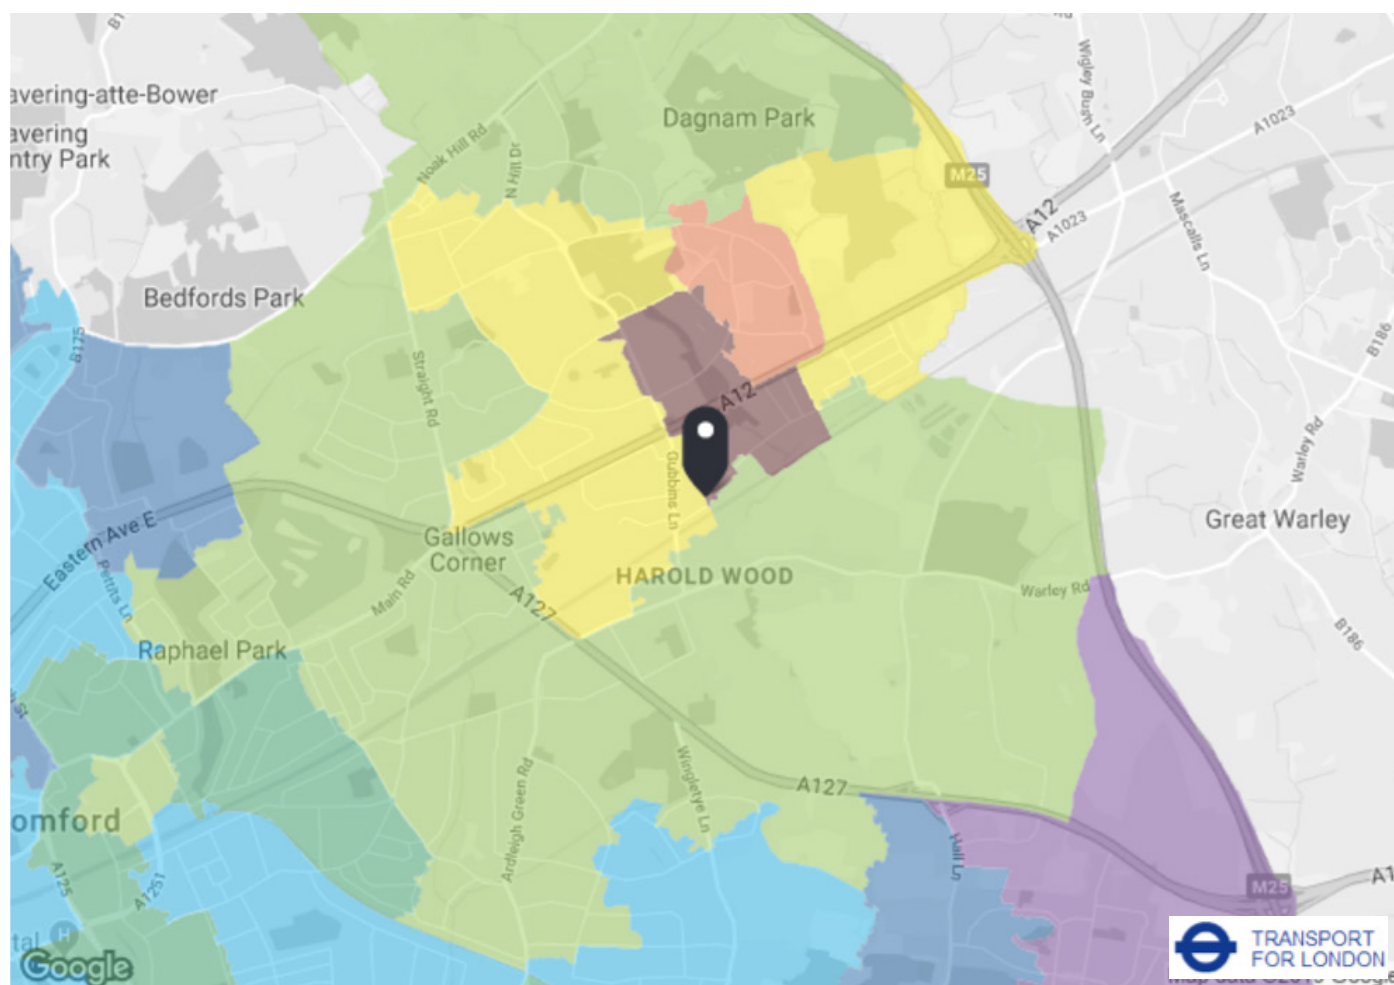 avering-atte-Bower
avering
ntry Park
Noak Hill Rd
N Hill Dr
Dagnam Park
M25
A12
A1023
Wigley Bush Ln
A1023
Mascalls Ln
B186
Bedfords Park
B175
Straight Rd
A12
Gubbins Ln
Warley Rd
Great Warley
Eastern Ave E
Gallows
Corner
Pettits Ln
Main Rd
A127
HAROLD WOOD
Warley Rd
B186
Raphael Park
omford
A125
A1251
Ardleigh Green Rd
Wingletye Ln
A127
Hall Ln
M25
A1
tal H
Google
TRANSPORT
FOR LONDON